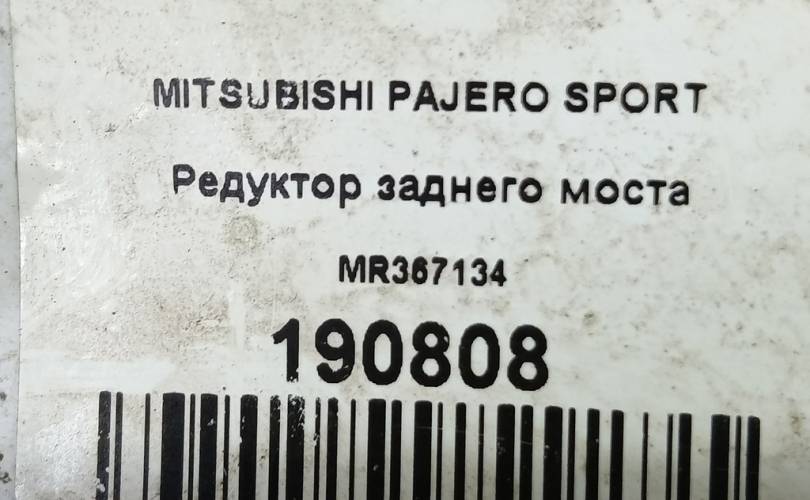 MITSUBISHI PAJERO SPORT
Редуктор заднего моста
MR367134
190808